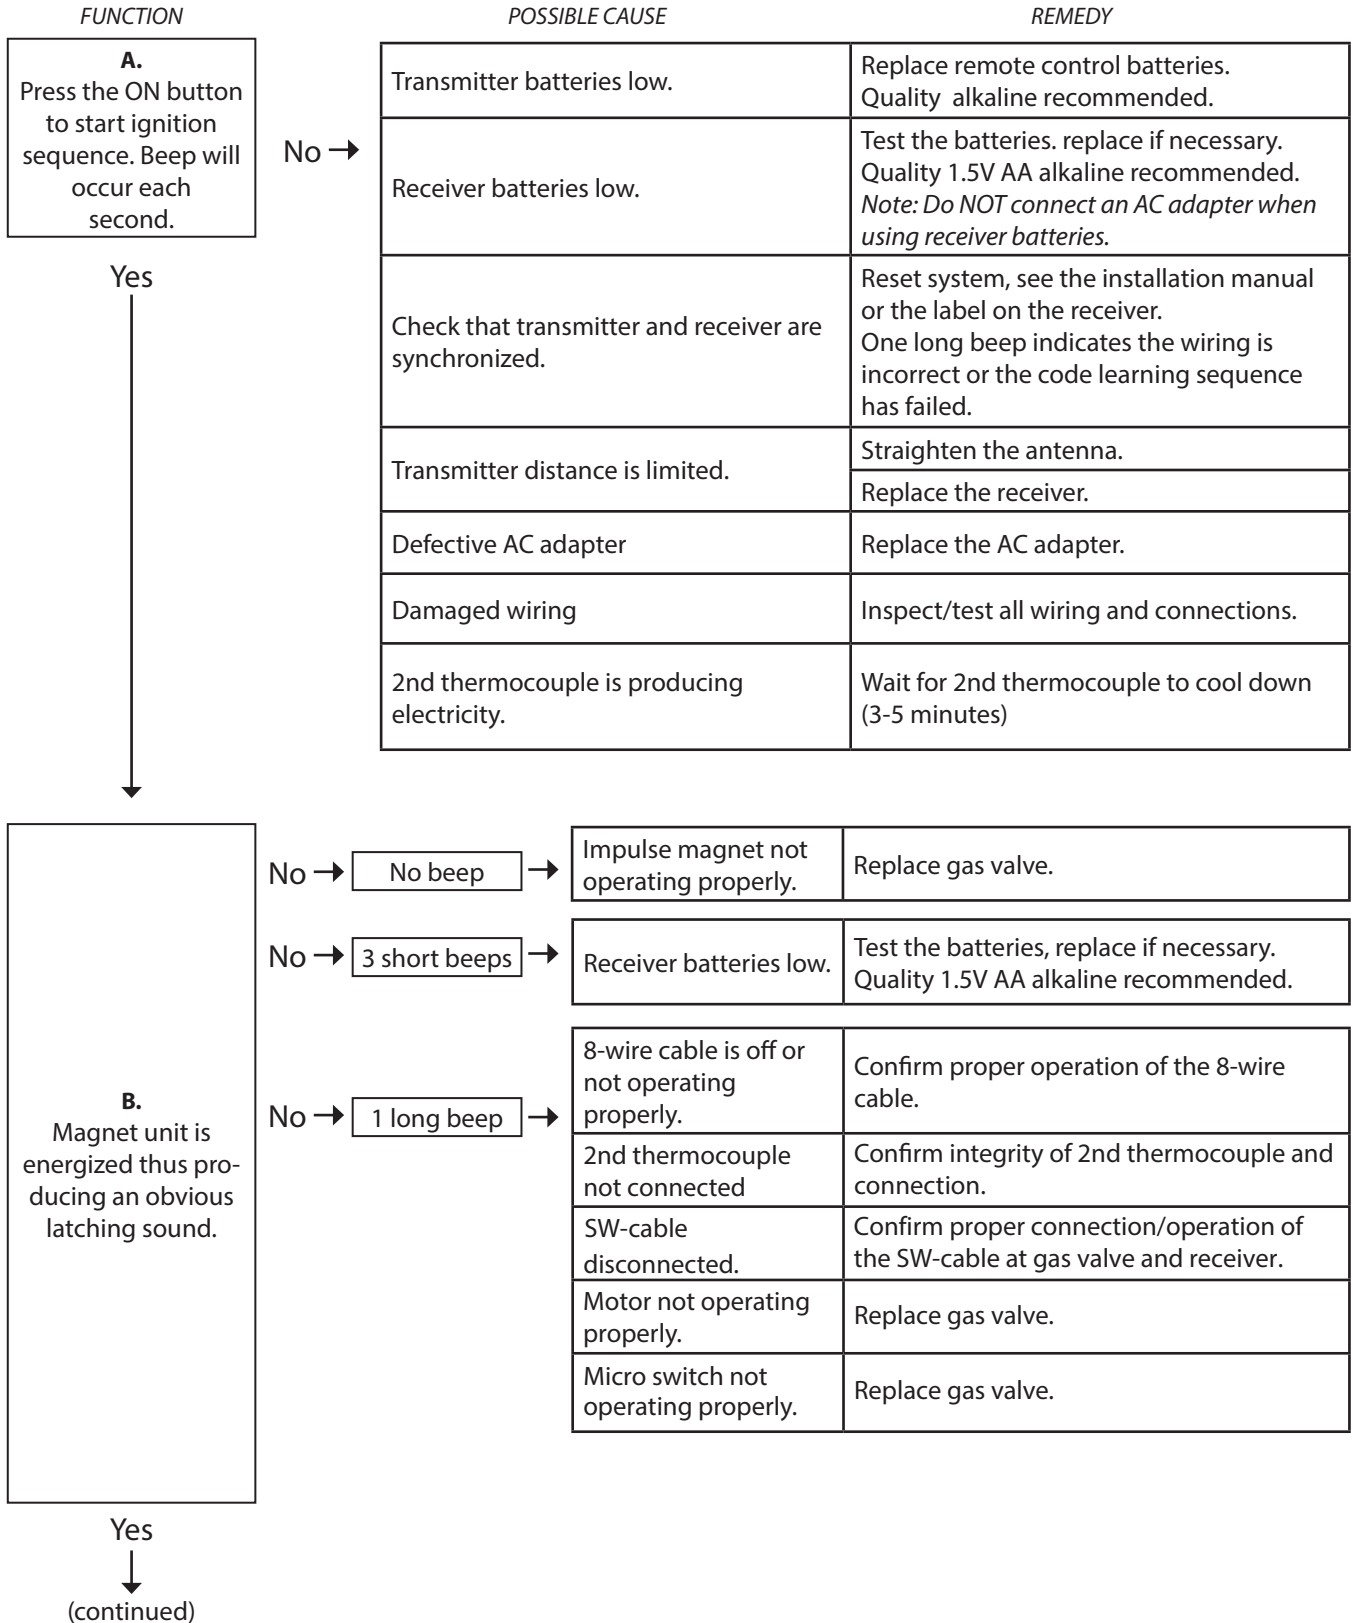 FUNCTION
POSSIBLE CAUSE
REMEDY
A.
Press the ON button
to start ignition
sequence. Beep will
occur each
second.
No
Transmitter batteries low.
Replace remote control batteries.
Quality alkaline recommended.
Receiver batteries low.
Test the batteries. replace if necessary.
Quality 1.5V AA alkaline recommended.
Note: Do NOT connect an AC adapter when
using receiver batteries.
Check that transmitter and receiver are
synchronized.
Reset system, see the installation manual
or the label on the receiver.
One long beep indicates the wiring is
incorrect or the code learning sequence
has failed.
Transmitter distance is limited.
Straighten the antenna.
Replace the receiver.
Defective AC adapter
Replace the AC adapter.
Damaged wiring
Inspect/test all wiring and connections.
2nd thermocouple is producing
electricity.
Wait for 2nd thermocouple to cool down
(3-5 minutes)
Yes
B.
Magnet unit is
energized thus pro-
ducing an obvious
latching sound.
No
No beep
Impulse magnet not
operating properly.
Replace gas valve.
No
3 short beeps
Receiver batteries low.
Test the batteries, replace if necessary.
Quality 1.5V AA alkaline recommended.
No
1 long beep
8-wire cable is off or
not operating
properly.
Confirm proper operation of the 8-wire
cable.
2nd thermocouple
not connected
Confirm integrity of 2nd thermocouple and
connection.
SW-cable
disconnected.
Confirm proper connection/operation of
the SW-cable at gas valve and receiver.
Motor not operating
properly.
Replace gas valve.
Micro switch not
operating properly.
Replace gas valve.
Yes
(continued)